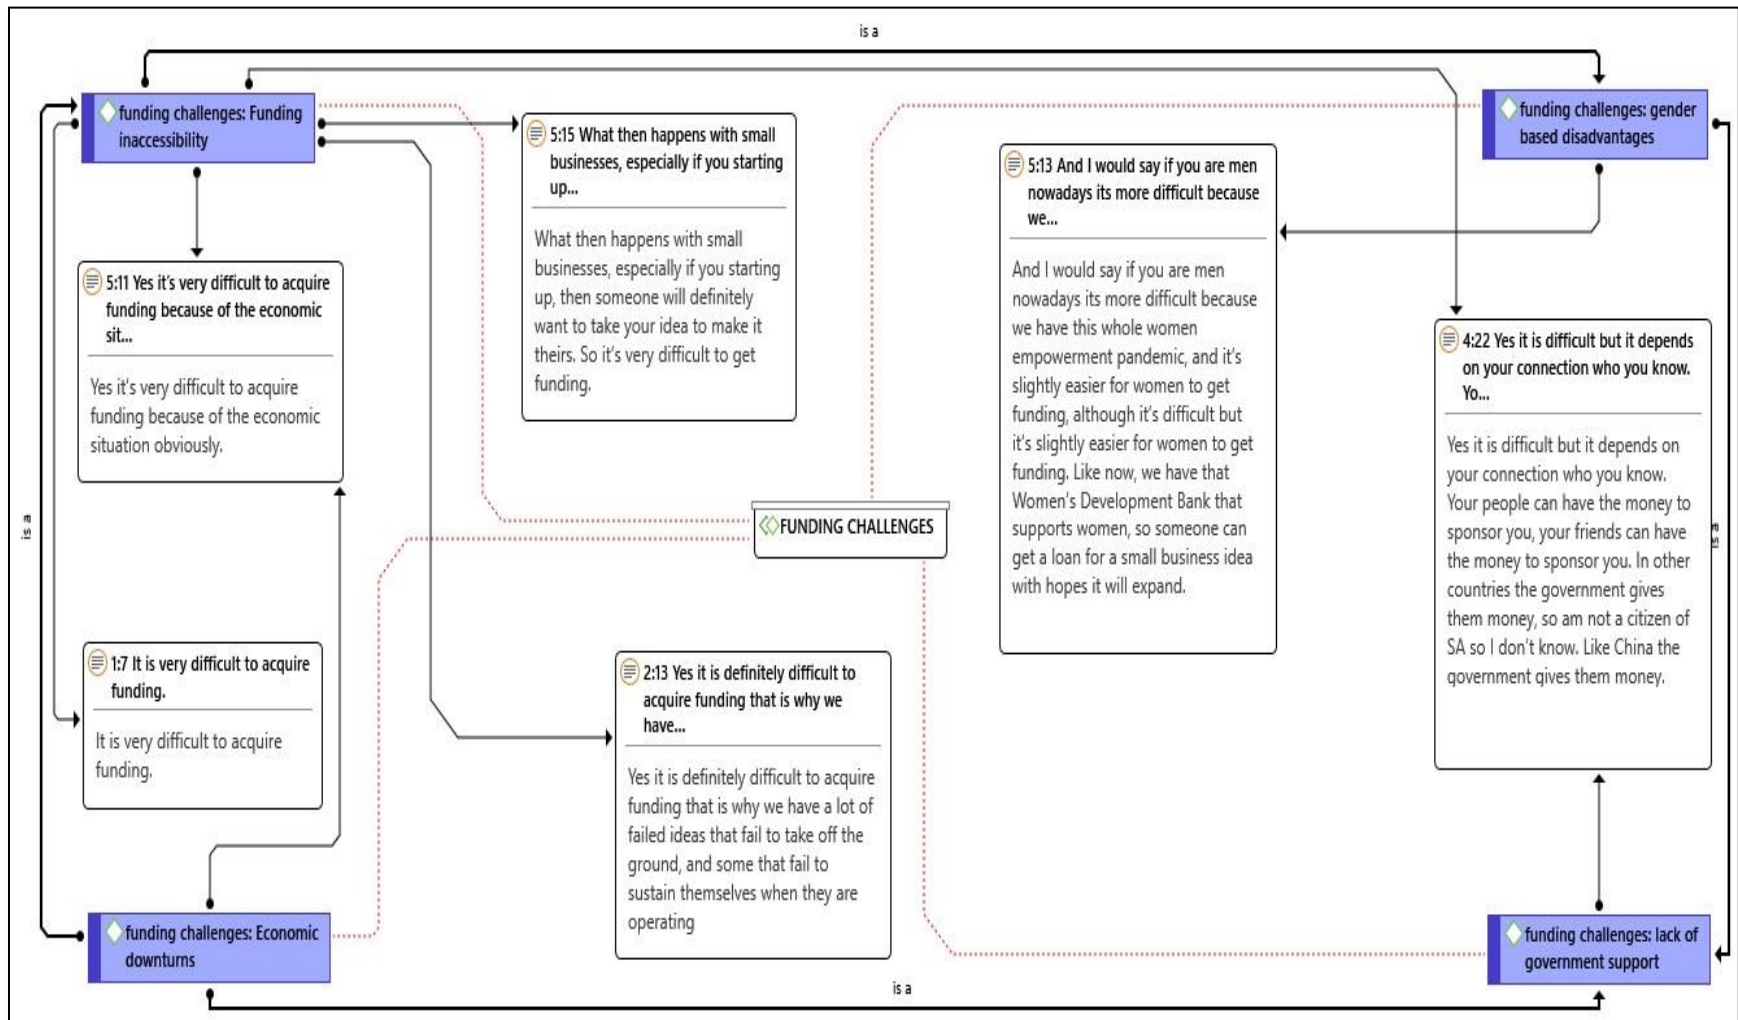 is a
funding challenges: Funding
inaccessibility
funding challenges: gender
based disadvantages
5:15 What then happens with small
businesses, especially if you starting
up...
What then happens with small
businesses, especially if you starting
up, then someone will definitely
want to take your idea to make it
theirs. So it's very difficult to get
funding.
5:13 And I would say if you are men
nowadays its more difficult because
we...
And I would say if you are men
nowadays its more difficult because
we have this whole women
empowerment pandemic, and it's
slightly easier for women to get
funding, although it's difficult but
it's slightly easier for women to get
funding. Like now, we have that
Women's Development Bank that
supports women, so someone can
get a loan for a small business idea
with hopes it will expand.
5:11 Yes it's very difficult to acquire
funding because of the economic
sit...
Yes it's very difficult to acquire
funding because of the economic
situation obviously.
4:22 Yes it is difficult but it depends
on your connection who you know.
Yo...
Yes it is difficult but it depends on
your connection who you know.
Your people can have the money to
sponsor you, your friends can have
the money to sponsor you. In other
countries the government gives
them money, so am not a citizen of
SA so I don't know. Like China the
government gives them money.
is a
FUNDING CHALLENGES
is a
1:7 It is very difficult to acquire
funding.
It is very difficult to acquire
funding.
2:13 Yes it is definitely difficult to
acquire funding that is why we
have...
Yes it is definitely difficult to acquire
funding that is why we have a lot of
failed ideas that fail to take off the
ground, and some that fail to
sustain themselves when they are
operating
funding challenges: Economic
downturns
funding challenges: lack of
government support
is a